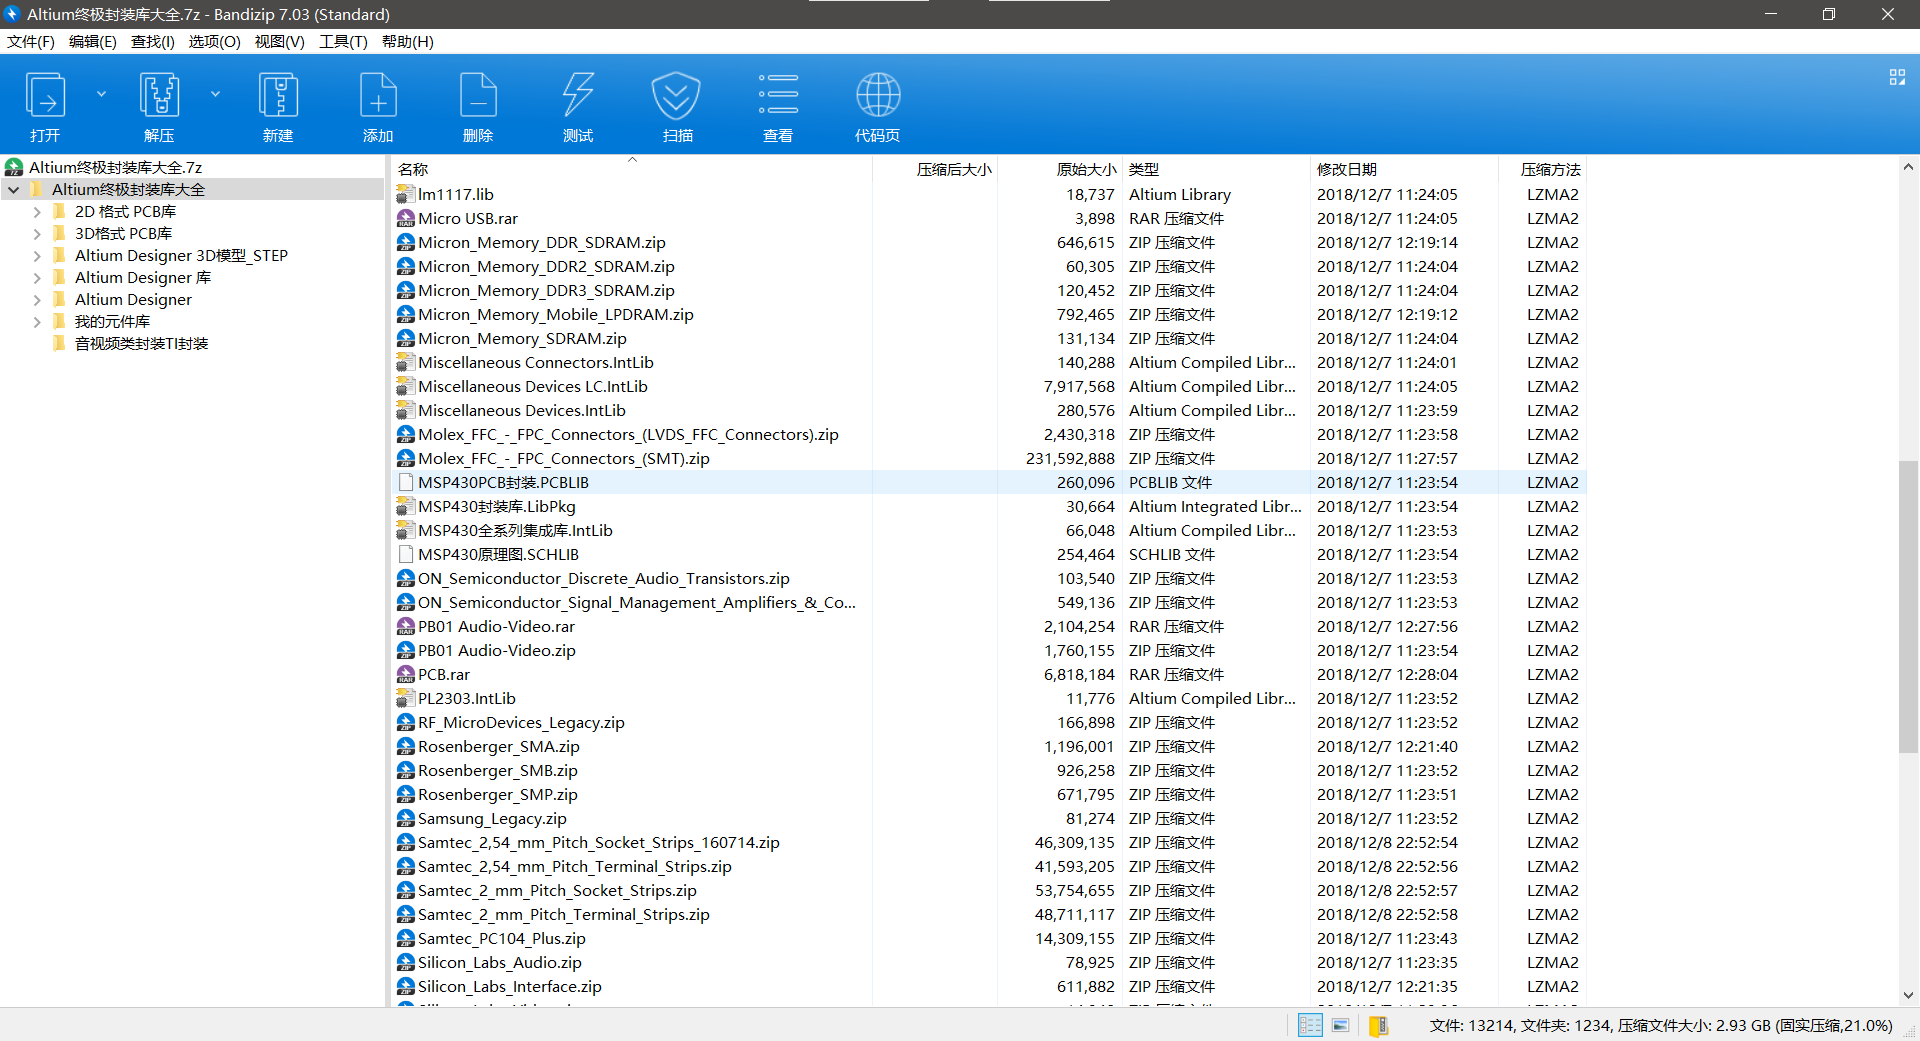 Altium终极封装库大全.7z - Bandizip 7.03 (Standard)
文件(F) 编辑(E) 查找(I) 选项(O) 视图(V) 工具(T) 帮助(H)
打开 解压 新建 添加 删除 测试 扫描 查看 代码页
Altium终极封装库大全.7z
Altium终极封装库大全
2D 格式 PCB库
3D格式 PCB库
Altium Designer 3D模型_STEP
Altium Designer 库
Altium Designer
我的元件库
音视频类封装TI封装
名称 压缩后大小 原始大小 类型 修改日期 压缩方法
lm1117.lib 18,737 Altium Library 2018/12/7 11:24:05 LZMA2
Micro USB.rar 3,898 RAR 压缩文件 2018/12/7 11:24:05 LZMA2
Micron_Memory_DDR_SDRAM.zip 646,615 ZIP 压缩文件 2018/12/7 12:19:14 LZMA2
Micron_Memory_DDR2_SDRAM.zip 60,305 ZIP 压缩文件 2018/12/7 11:24:04 LZMA2
Micron_Memory_DDR3_SDRAM.zip 120,452 ZIP 压缩文件 2018/12/7 11:24:04 LZMA2
Micron_Memory_Mobile_LPDRAM.zip 792,465 ZIP 压缩文件 2018/12/7 12:19:12 LZMA2
Micron_Memory_SDRAM.zip 131,134 ZIP 压缩文件 2018/12/7 11:24:04 LZMA2
Miscellaneous Connectors.IntLib 140,288 Altium Compiled Libr... 2018/12/7 11:24:01 LZMA2
Miscellaneous Devices LC.IntLib 7,917,568 Altium Compiled Libr... 2018/12/7 11:24:05 LZMA2
Miscellaneous Devices.IntLib 280,576 Altium Compiled Libr... 2018/12/7 11:23:59 LZMA2
Molex_FFC_-_FPC_Connectors_(LVDS_FFC_Connectors).zip 2,430,318 ZIP 压缩文件 2018/12/7 11:23:58 LZMA2
Molex_FFC_-_FPC_Connectors_(SMT).zip 231,592,888 ZIP 压缩文件 2018/12/7 11:27:57 LZMA2
MSP430PCB封装.PCBLIB 260,096 PCBLIB 文件 2018/12/7 11:23:54 LZMA2
MSP430封装库.LibPkg 30,664 Altium Integrated Libr... 2018/12/7 11:23:54 LZMA2
MSP430全系列集成库.IntLib 66,048 Altium Compiled Libr... 2018/12/7 11:23:53 LZMA2
MSP430原理图.SCHLIB 254,464 SCHLIB 文件 2018/12/7 11:23:54 LZMA2
ON_Semiconductor_Discrete_Audio_Transistors.zip 103,540 ZIP 压缩文件 2018/12/7 11:23:53 LZMA2
ON_Semiconductor_Signal_Management_Amplifiers_&_Co... 549,136 ZIP 压缩文件 2018/12/7 11:23:53 LZMA2
PB01 Audio-Video.rar 2,104,254 RAR 压缩文件 2018/12/7 12:27:56 LZMA2
PB01 Audio-Video.zip 1,760,155 ZIP 压缩文件 2018/12/7 11:23:54 LZMA2
PCB.rar 6,818,184 RAR 压缩文件 2018/12/7 12:28:04 LZMA2
PL2303.IntLib 11,776 Altium Compiled Libr... 2018/12/7 11:23:52 LZMA2
RF_MicroDevices_Legacy.zip 166,898 ZIP 压缩文件 2018/12/7 11:23:52 LZMA2
Rosenberger_SMA.zip 1,196,001 ZIP 压缩文件 2018/12/7 12:21:40 LZMA2
Rosenberger_SMB.zip 926,258 ZIP 压缩文件 2018/12/7 11:23:52 LZMA2
Rosenberger_SMP.zip 671,795 ZIP 压缩文件 2018/12/7 11:23:51 LZMA2
Samsung_Legacy.zip 81,274 ZIP 压缩文件 2018/12/7 11:23:52 LZMA2
Samtec_2,54_mm_Pitch_Socket_Strips_160714.zip 46,309,135 ZIP 压缩文件 2018/12/8 22:52:54 LZMA2
Samtec_2,54_mm_Pitch_Terminal_Strips.zip 41,593,205 ZIP 压缩文件 2018/12/8 22:52:56 LZMA2
Samtec_2_mm_Pitch_Socket_Strips.zip 53,754,655 ZIP 压缩文件 2018/12/8 22:52:57 LZMA2
Samtec_2_mm_Pitch_Terminal_Strips.zip 48,711,117 ZIP 压缩文件 2018/12/8 22:52:58 LZMA2
Samtec_PC104_Plus.zip 14,309,155 ZIP 压缩文件 2018/12/7 11:23:43 LZMA2
Silicon_Labs_Audio.zip 78,925 ZIP 压缩文件 2018/12/7 11:23:35 LZMA2
Silicon_Labs_Interface.zip 611,882 ZIP 压缩文件 2018/12/7 12:21:35 LZMA2
文件: 13214, 文件夹: 1234, 压缩文件大小: 2.93 GB (固实压缩,21.0%)